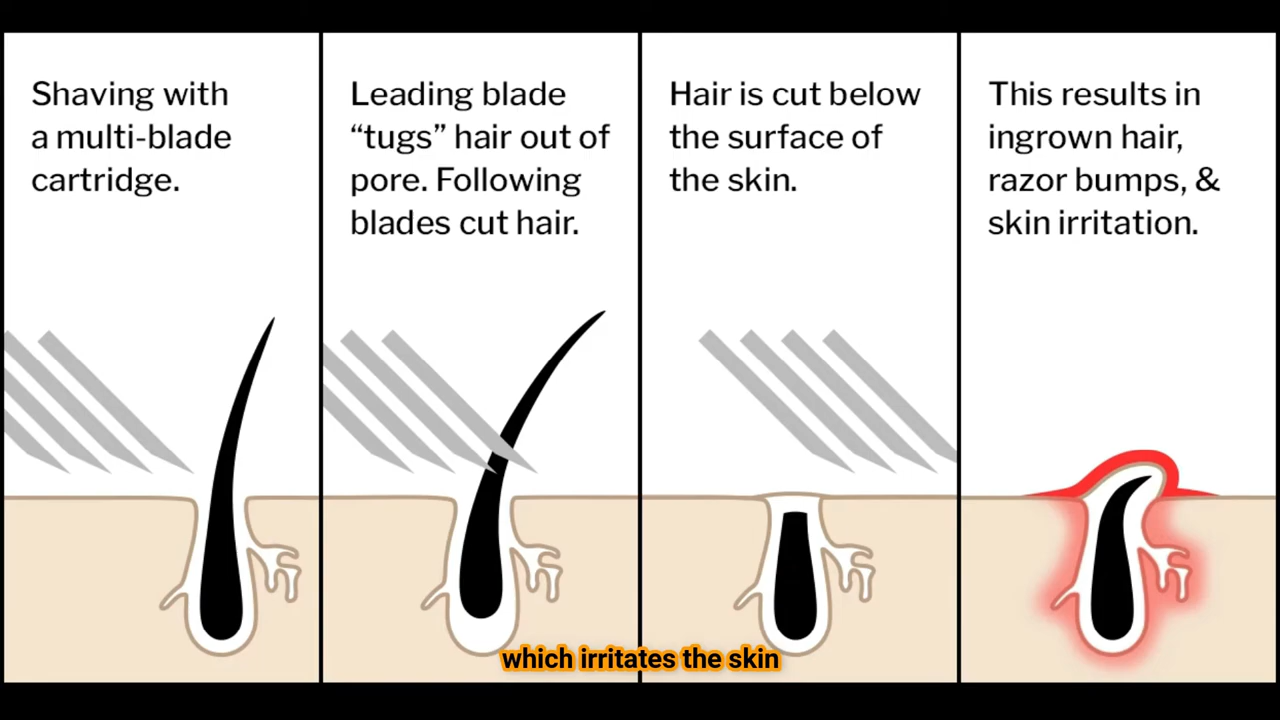 Shaving with
a multi-blade
cartridge.
Leading blade
“tugs” hair out of
pore. Following
blades cut hair.
Hair is cut below
the surface of
the skin.
This results in
ingrown hair,
razor bumps, &
skin irritation.
which irritates the skin